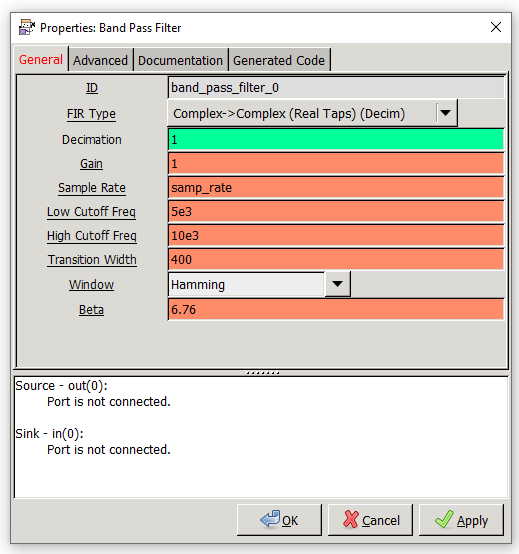 Properties: Band Pass Filter
General Advanced Documentation Generated Code
ID band_pass_filter_0
FIR Type Complex->Complex (Real Taps) (Decim)
Decimation 1
Gain 1
Sample Rate samp_rate
Low Cutoff Freq 5e3
High Cutoff Freq 10e3
Transition Width 400
Window Hamming
Beta 6.76
Source - out(0):
Port is not connected.
Sink - in(0):
Port is not connected.
OK Cancel Apply